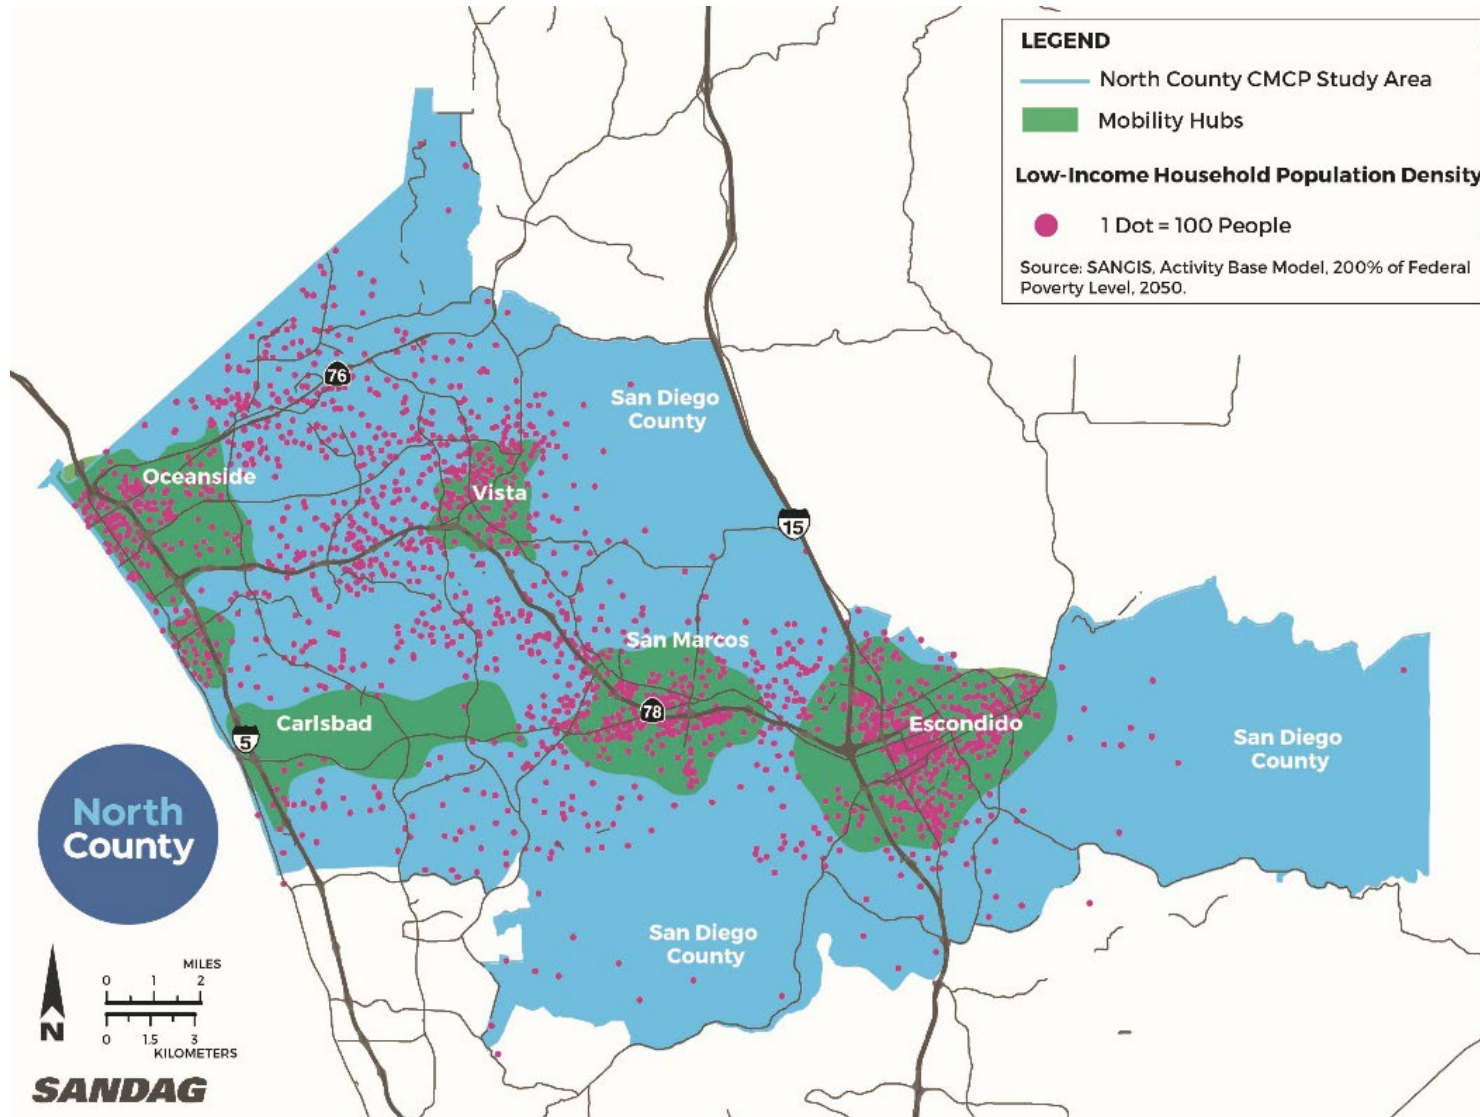 LEGEND
North County CMCP Study Area
Mobility Hubs
Low-Income Household Population Density
1 Dot = 100 People
Source: SANGIS, Activity Base Model, 200% of Federal
Poverty Level, 2050.
76
San Diego
County
Oceanside
Vista
15
San Marcos
78
Carlsbad
5
Escondido
San Diego
County
North
County
San Diego
County
MILES
0 1 2
0 1.5 3
KILOMETERS
N
SANDAG